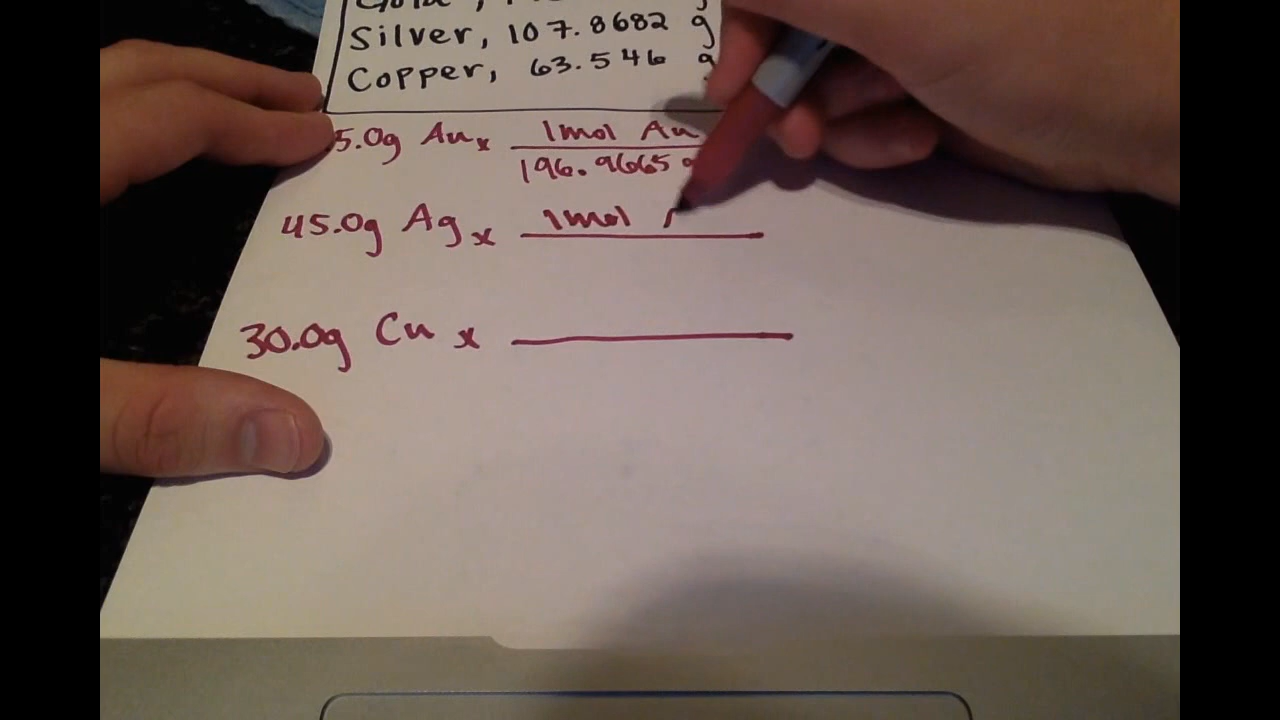 Silver, 107.8682 g
Copper, 63.546 g
5.0g Au x 1mol Au
196.9665 g
45.0g Ag x 1mol
30.0g Cu x